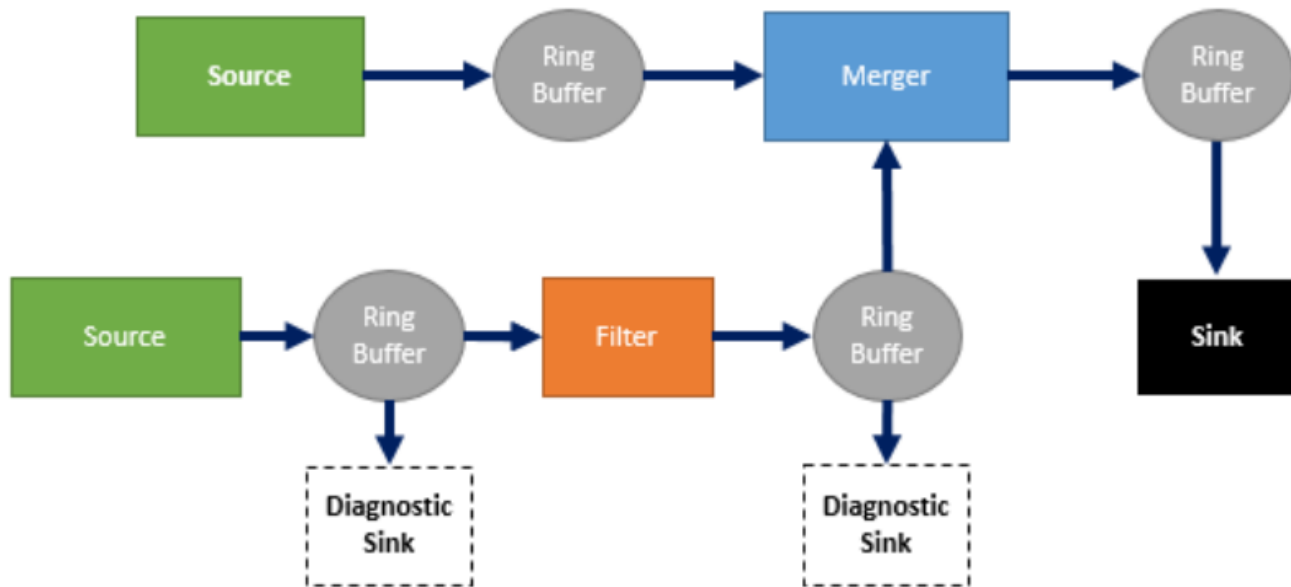 Source
Ring
Buffer
Merger
Ring
Buffer
Source
Ring
Buffer
Filter
Ring
Buffer
Sink
Diagnostic
Sink
Diagnostic
Sink